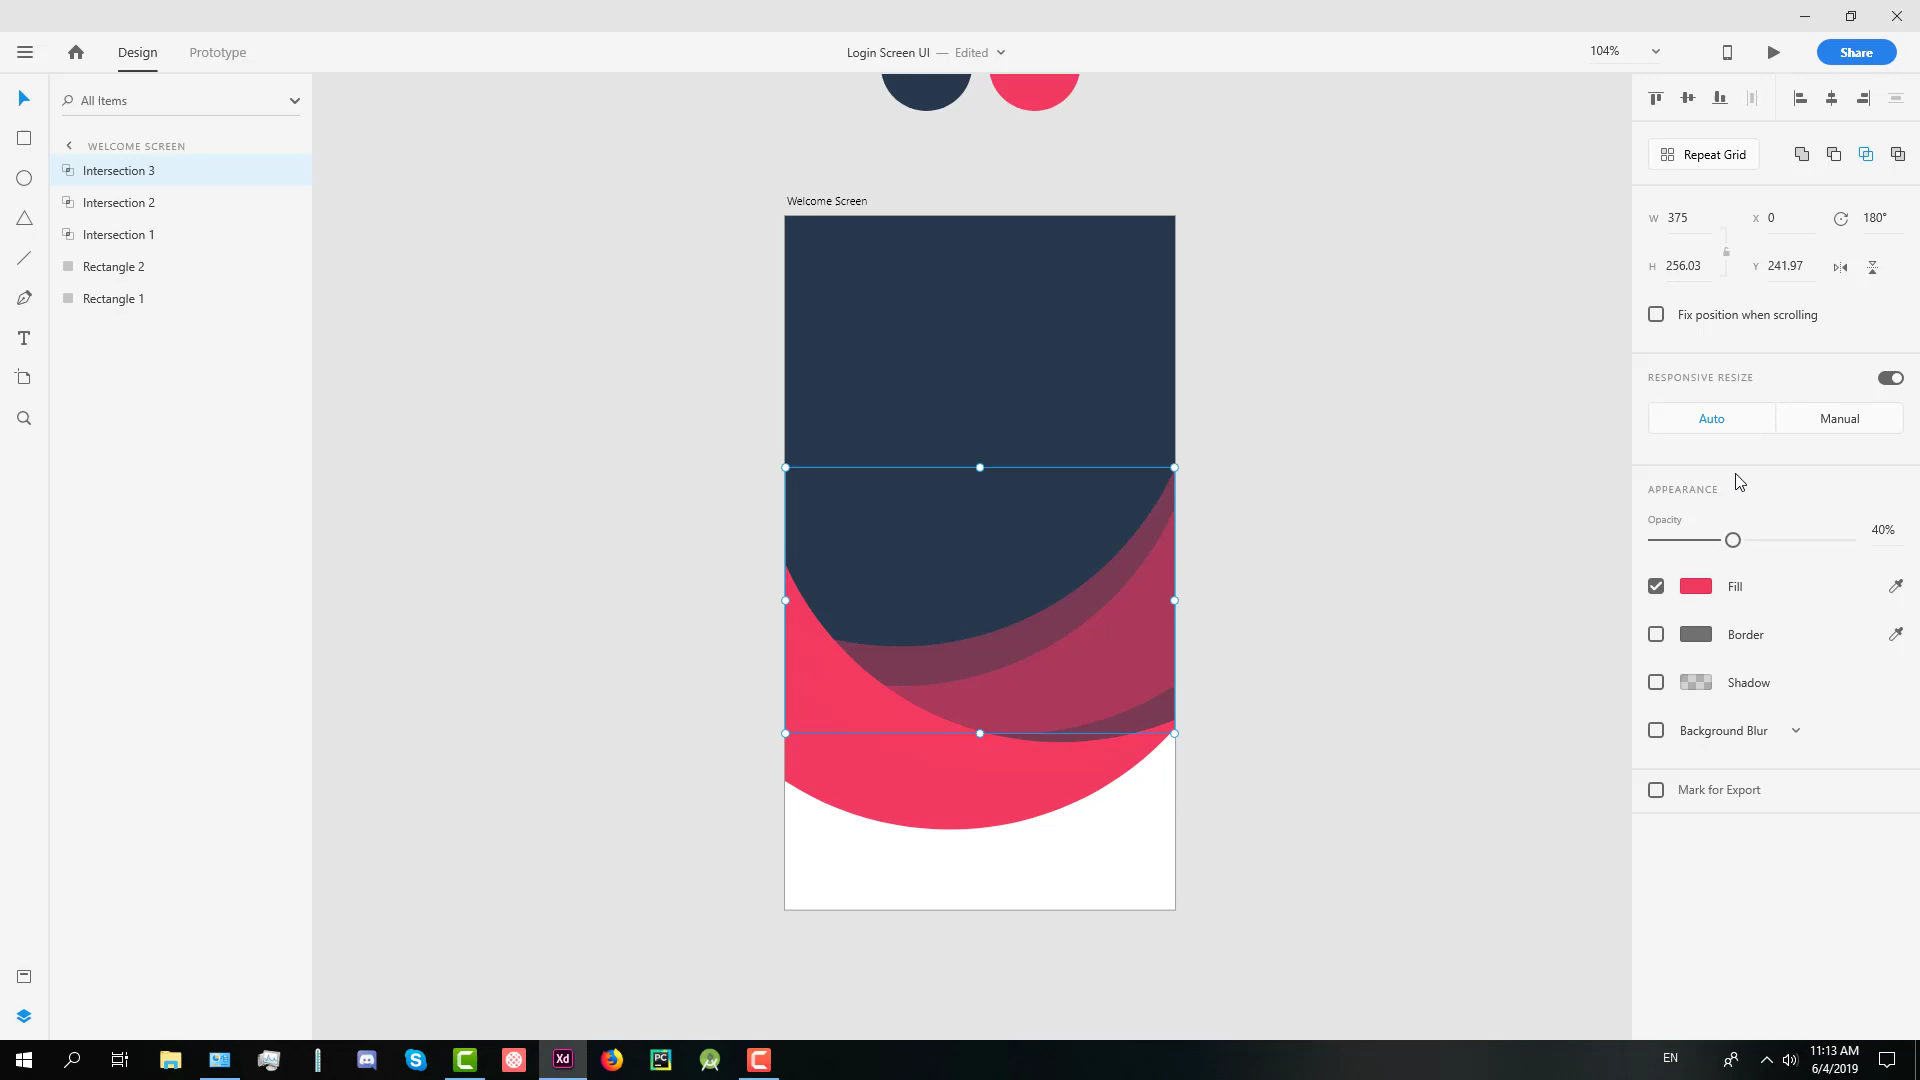 Design
Prototype
Login Screen UI — Edited
104%
Share
All Items
WELCOME SCREEN
Intersection 3
Intersection 2
Intersection 1
Rectangle 2
Rectangle 1
Welcome Screen
Repeat Grid
W 375
X 0
180°
H 256.03
Y 241.97
Fix position when scrolling
RESPONSIVE RESIZE
Auto
Manual
APPEARANCE
Opacity
40%
Fill
Border
Shadow
Background Blur
Mark for Export
Xd
PC
EN
11:13 AM
6/4/2019